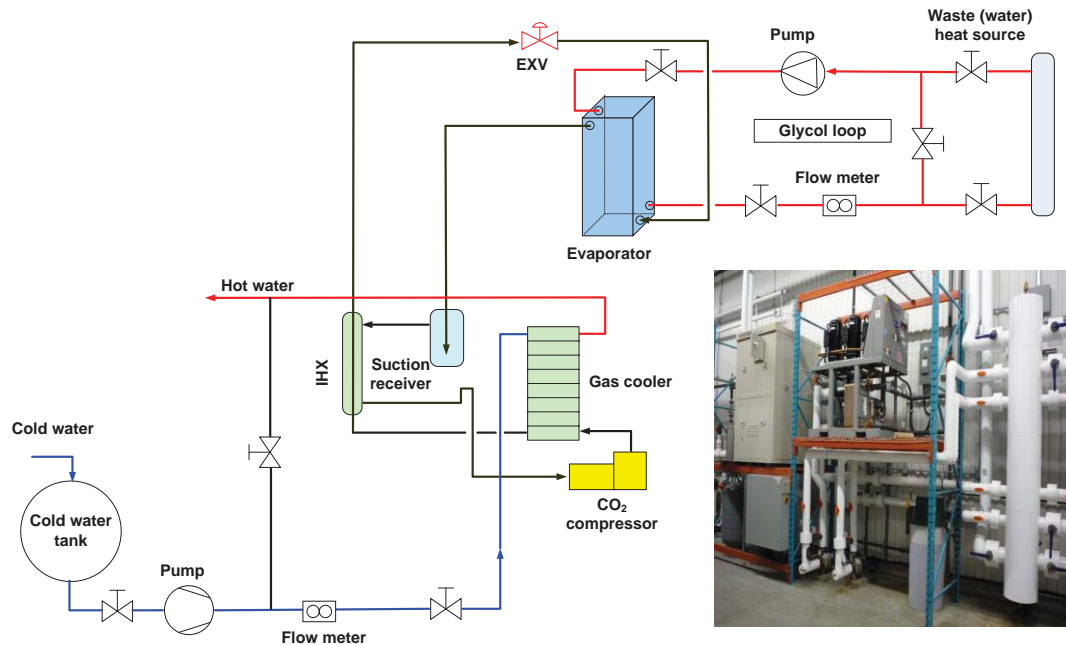 Waste (water)
heat source
Pump
EXV
Glycol loop
Flow meter
Evaporator
Hot water
IHX
Suction
receiver
Gas cooler
Cold water
CO₂
compressor
Cold water
tank
Pump
Flow meter